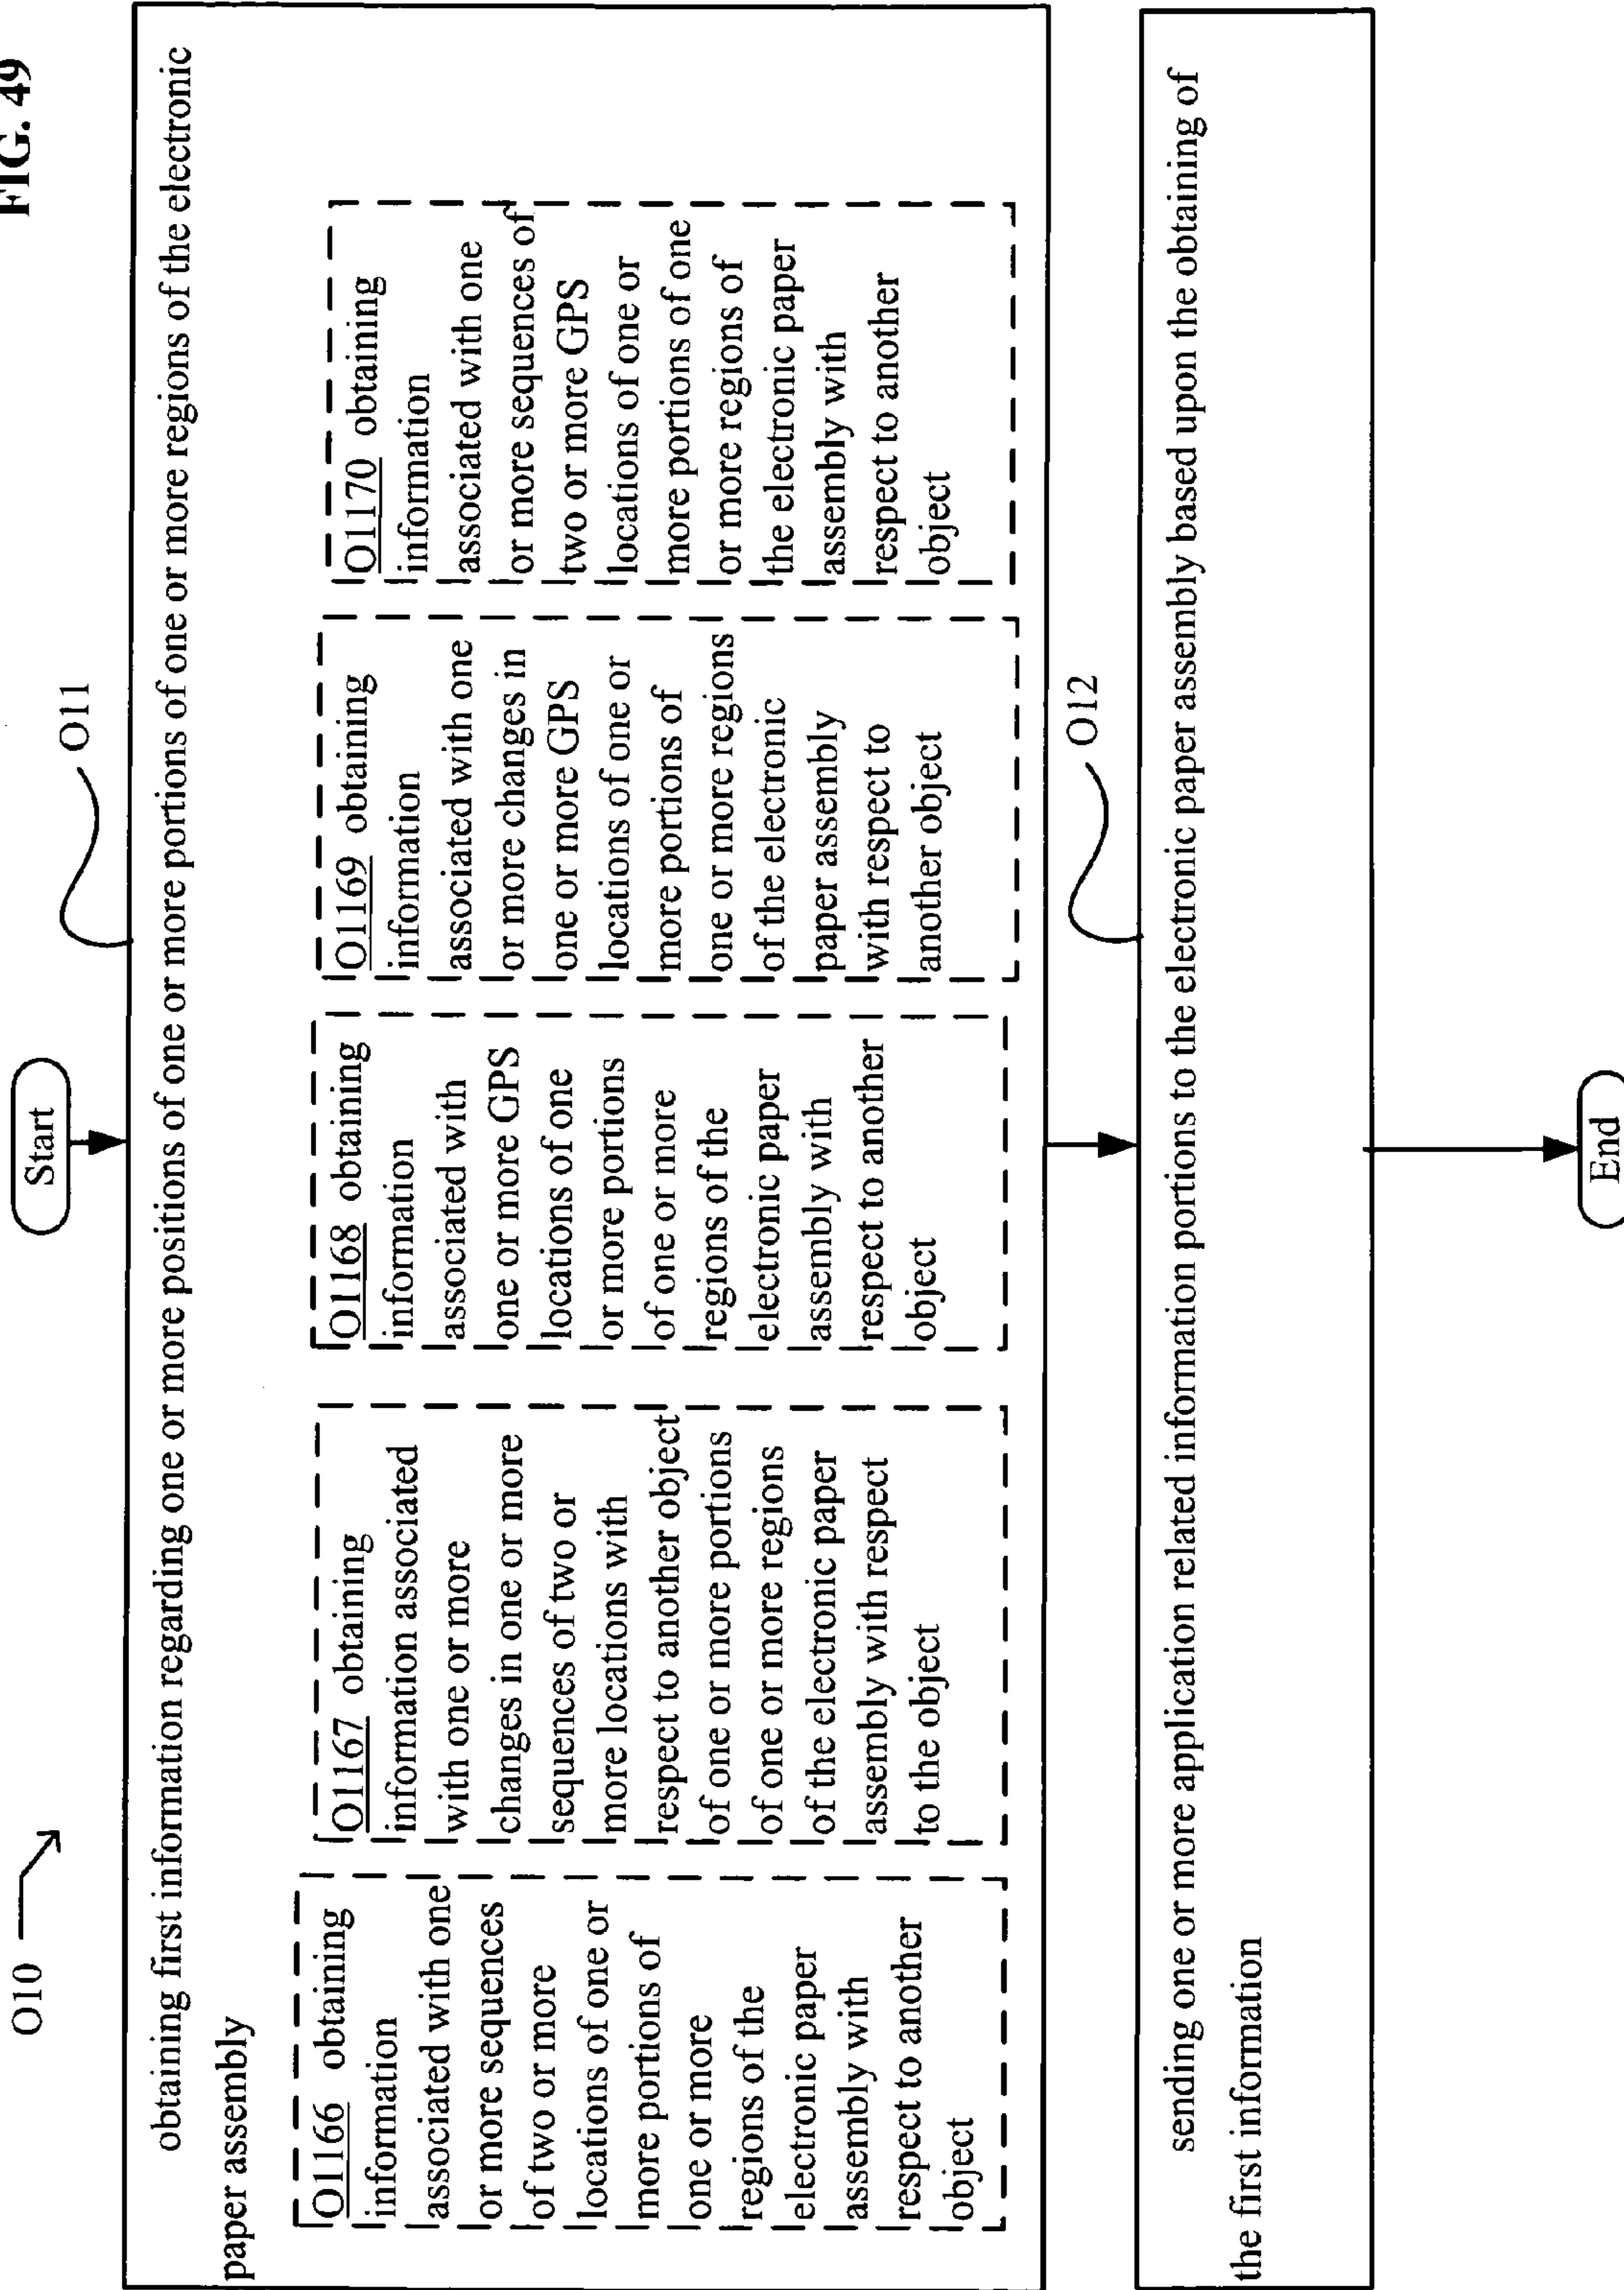 FIG. 49
O10
Start
O11
obtaining first information regarding one or more positions of one or more portions of one or more regions of the electronic
paper assembly
O1166 obtaining
information
associated with one
or more sequences
of two or more
locations of one or
more portions of
one or more
regions of the
electronic paper
assembly with
respect to another
object
O1167 obtaining
information associated
with one or more
changes in one or more
sequences of two or
more locations with
respect to another object
of one or more portions
of one or more regions
of the electronic paper
assembly with respect
to the object
O1168 obtaining
information
associated with
one or more GPS
locations of one
or more portions
of one or more
regions of the
electronic paper
assembly with
respect to another
object
O1169 obtaining
information
associated with one
or more changes in
one or more GPS
locations of one or
more portions of
one or more regions
of the electronic
paper assembly
with respect to
another object
O1170 obtaining
information
associated with one
or more sequences of
two or more GPS
locations of one or
more portions of one
or more regions of
the electronic paper
assembly with
respect to another
object
O12
sending one or more application related information portions to the electronic paper assembly based upon the obtaining of
the first information
End